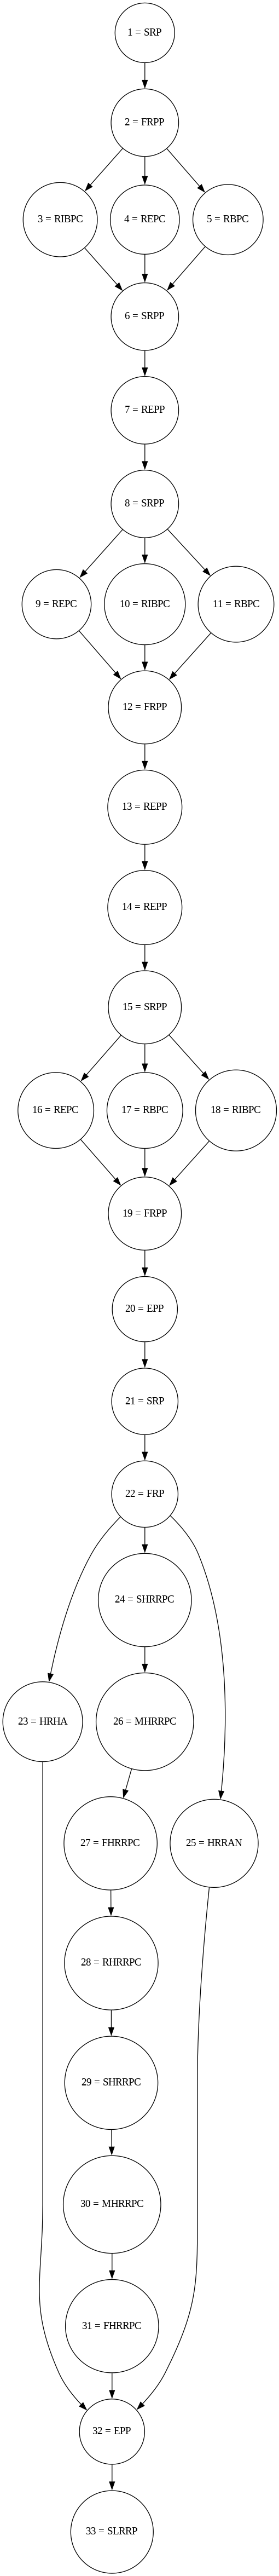 1 = SRP
2 = FRPP
3 = RIBPC
4 = REPC
5 = RBPC
6 = SRPP
7 = REPP
8 = SRPP
9 = REPC
10 = RIBPC
11 = RBPC
12 = FRPP
13 = REPP
14 = REPP
15 = SRPP
16 = REPC
17 = RBPC
18 = RIBPC
19 = FRPP
20 = EPP
21 = SRP
22 = FRP
24 = SHRRPC
23 = HRHA
26 = MHRRPC
27 = FHRRPC
25 = HRRAN
28 = RHRRPC
29 = SHRRPC
30 = MHRRPC
31 = FHRRPC
32 = EPP
33 = SLRRP